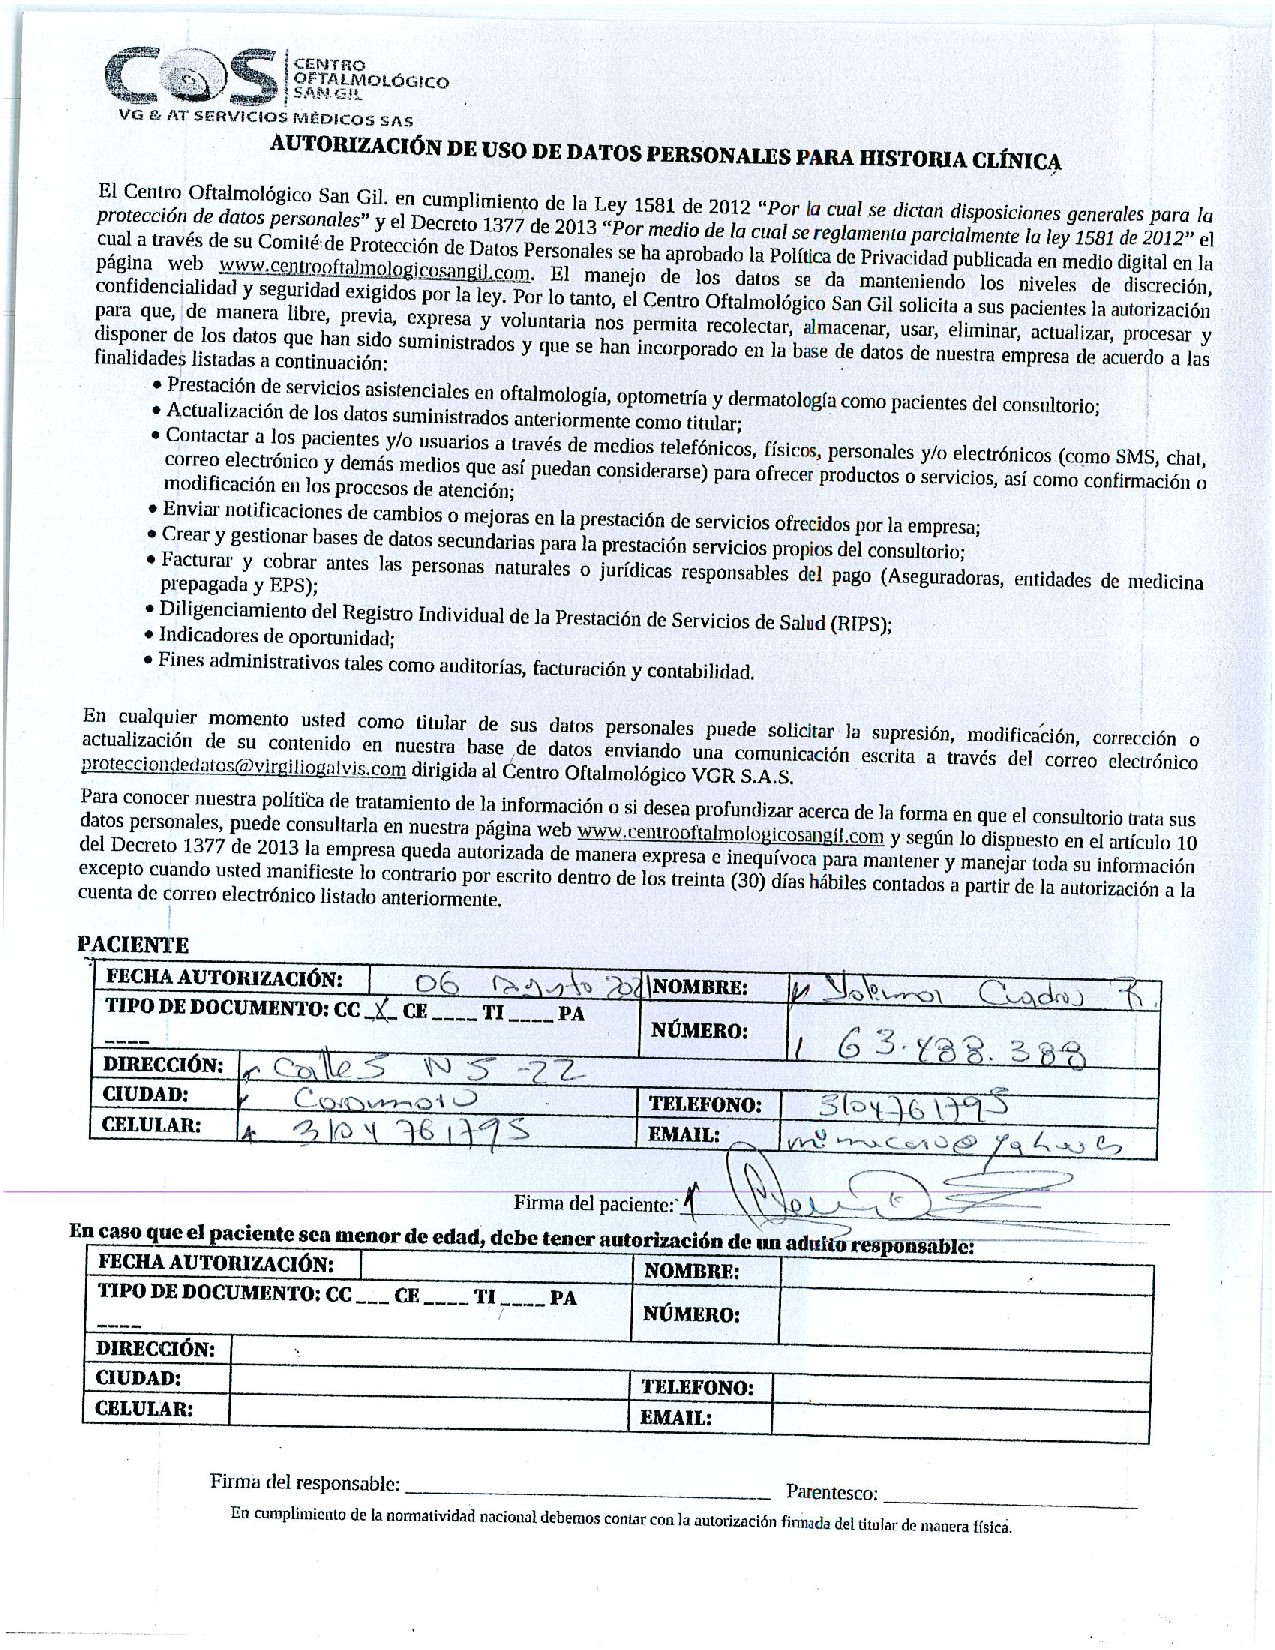 COS CENTRO
OFTALMOLÓGICO
SAN GIL
VG & AT SERVICIOS MÉDICOS SAS
AUTORIZACIÓN DE USO DE DATOS PERSONALES PARA HISTORIA CLÍNICA
El Centro Oftalmológico San Gil. en cumplimiento de la Ley 1581 de 2012 “Por la cual se dictan disposiciones generales para la
protección de datos personales” y el Decreto 1377 de 2013 “Por medio de la cual se reglamenta parcialmente la ley 1581 de 2012” el
cual a través de su Comité de Protección de Datos Personales se ha aprobado la Política de Privacidad publicada en medio digital en la
página web www.centrooftalmologicosangil.com. El manejo de los datos se da manteniendo los niveles de discreción,
confidencialidad y seguridad exigidos por la ley. Por lo tanto, el Centro Oftalmológico San Gil solicita a sus pacientes la autorización
para que, de manera libre, previa, expresa y voluntaria nos permita recolectar, almacenar, usar, eliminar, actualizar, procesar y
disponer de los datos que han sido suministrados y que se han incorporado en la base de datos de nuestra empresa de acuerdo a las
finalidades listadas a continuación:
• Prestación de servicios asistenciales en oftalmología, optometría y dermatología como pacientes del consultorio;
• Actualización de los datos suministrados anteriormente como titular;
• Contactar a los pacientes y/o usuarios a través de medios telefónicos, físicos, personales y/o electrónicos (como SMS, chat,
correo electrónico y demás medios que así puedan considerarse) para ofrecer productos o servicios, así como confirmación o
modificación en los procesos de atención;
• Enviar notificaciones de cambios o mejoras en la prestación de servicios ofrecidos por la empresa;
• Crear y gestionar bases de datos secundarias para la prestación servicios propios del consultorio;
• Facturar y cobrar antes las personas naturales o jurídicas responsables del pago (Aseguradoras, entidades de medicina
prepagada y EPS);
• Diligenciamiento del Registro Individual de la Prestación de Servicios de Salud (RIPS);
• Indicadores de oportunidad;
• Fines administrativos tales como auditorías, facturación y contabilidad.
En cualquier momento usted como titular de sus datos personales puede solicitar la supresión, modificación, corrección o
actualización de su contenido en nuestra base de datos enviando una comunicación escrita a través del correo electrónico
protecciondedatos@virgiliogalvis.com dirigida al Centro Oftalmológico VGR S.A.S.
Para conocer nuestra política de tratamiento de la información o si desea profundizar acerca de la forma en que el consultorio trata sus
datos personales, puede consultarla en nuestra página web www.centrooftalmologicosangil.com y según lo dispuesto en el artículo 10
del Decreto 1377 de 2013 la empresa queda autorizada de manera expresa e inequívoca para mantener y manejar toda su información
excepto cuando usted manifieste lo contrario por escrito dentro de los treinta (30) días hábiles contados a partir de la autorización a la
cuenta de correo electrónico listado anteriormente.
PACIENTE
FECHA AUTORIZACIÓN: 06 agosto NOMBRE: R.
TIPO DE DOCUMENTO: CC _X_ CE ____ TI ____ PA
____ NÚMERO: 63.488.388
DIRECCIÓN: Calle 5 N 5-22
CIUDAD: TELEFONO: 3104761795
CELULAR: 3104761795 EMAIL:
Firma del paciente:
En caso que el paciente sea menor de edad, debe tener autorización de un adulto responsable:
FECHA AUTORIZACIÓN: NOMBRE:
TIPO DE DOCUMENTO: CC ___ CE ____ TI ____ PA
____ NÚMERO:
DIRECCIÓN:
CIUDAD: TELEFONO:
CELULAR: EMAIL:
Firma del responsable: ____ Parentesco: ____
En cumplimiento de la normatividad nacional debemos contar con la autorización firmada del titular de manera física.